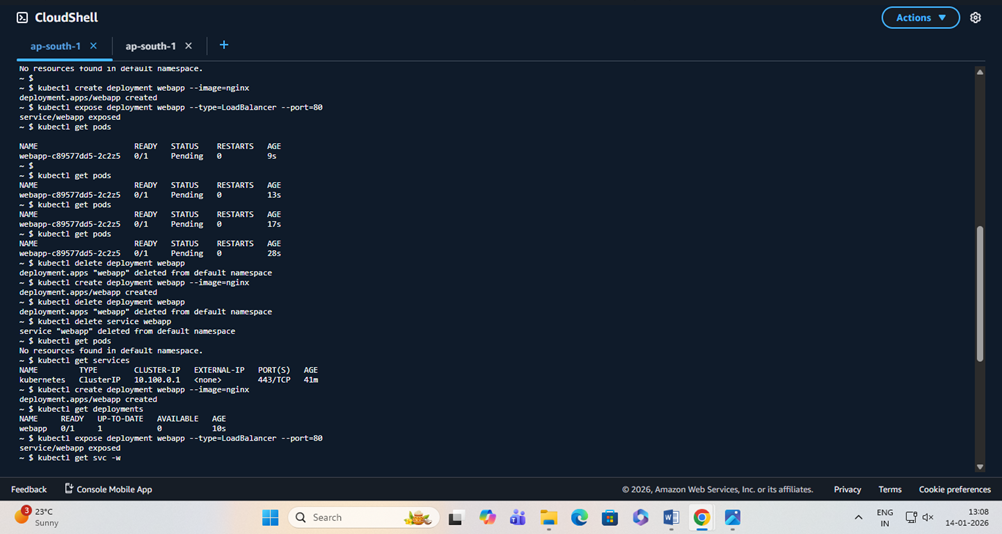 CloudShell
Actions
ap-south-1
ap-south-1
No resources found in default namespace.
~ $
~ $ kubectl create deployment webapp --image=nginx
deployment.apps/webapp created
~ $ kubectl expose deployment webapp --type=LoadBalancer --port=80
service/webapp exposed
~ $ kubectl get pods
NAME READY STATUS RESTARTS AGE
webapp-c89577dd5-2c2z5 0/1 Pending 0 9s
~ $
~ $ kubectl get pods
NAME READY STATUS RESTARTS AGE
webapp-c89577dd5-2c2z5 0/1 Pending 0 13s
~ $ kubectl get pods
NAME READY STATUS RESTARTS AGE
webapp-c89577dd5-2c2z5 0/1 Pending 0 17s
~ $ kubectl get pods
NAME READY STATUS RESTARTS AGE
webapp-c89577dd5-2c2z5 0/1 Pending 0 28s
~ $ kubectl delete deployment webapp
deployment.apps "webapp" deleted from default namespace
~ $ kubectl create deployment webapp --image=nginx
deployment.apps/webapp created
~ $ kubectl delete deployment webapp
deployment.apps "webapp" deleted from default namespace
~ $ kubectl delete service webapp
service "webapp" deleted from default namespace
~ $ kubectl get pods
No resources found in default namespace.
~ $ kubectl get services
NAME TYPE CLUSTER-IP EXTERNAL-IP PORT(S) AGE
kubernetes ClusterIP 10.100.0.1 <none> 443/TCP 41m
~ $ kubectl create deployment webapp --image=nginx
deployment.apps/webapp created
~ $ kubectl get deployments
NAME READY UP-TO-DATE AVAILABLE AGE
webapp 0/1 1 0 10s
~ $ kubectl expose deployment webapp --type=LoadBalancer --port=80
service/webapp exposed
~ $ kubectl get svc -w
Feedback Console Mobile App © 2026, Amazon Web Services, Inc. or its affiliates. Privacy Terms Cookie preferences
3
23°C
Sunny
Search
ENG
IN
13:08
14-01-2026